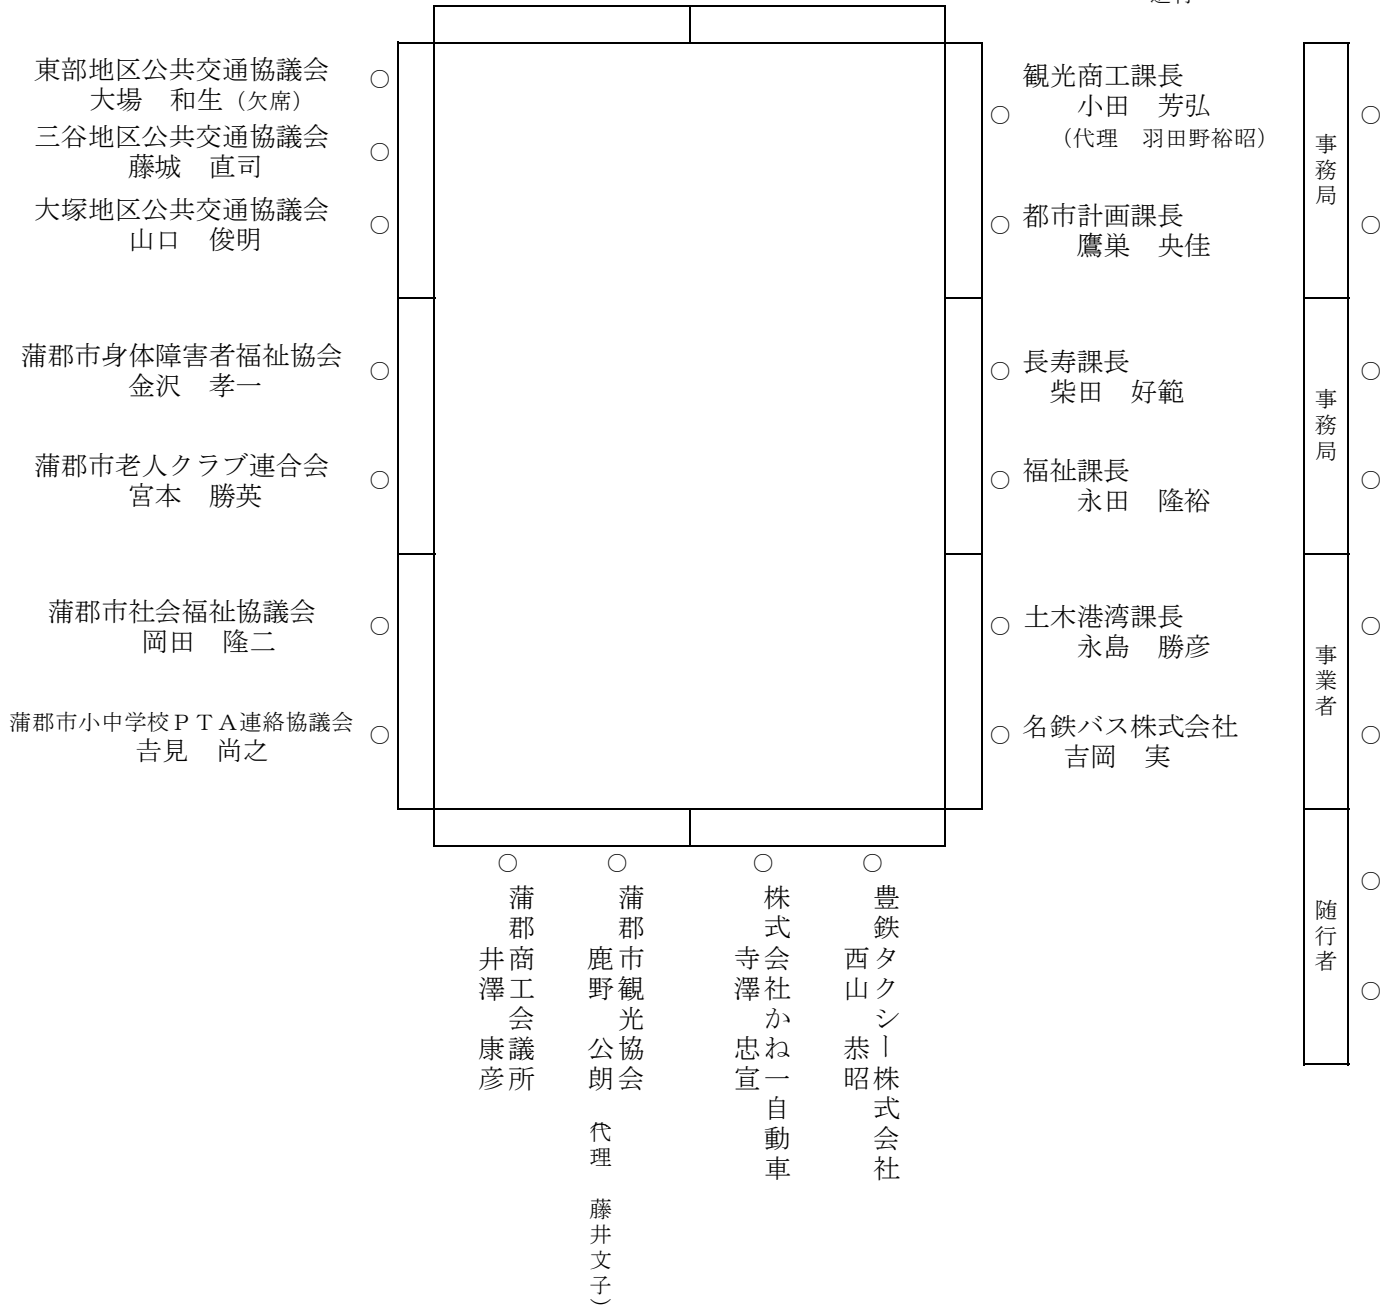 東部地区公共交通協議会
大場　和生（欠席）
三谷地区公共交通協議会
藤城　直司
大塚地区公共交通協議会
山口　俊明
蒲郡市身体障害者福祉協会
金沢　孝一
蒲郡市老人クラブ連合会
宮本　勝英
蒲郡市社会福祉協議会
岡田　隆二
蒲郡市小中学校ＰＴＡ連絡協議会
𠮷見　尚之
観光商工課長
小田　芳弘
（代理　羽田野裕昭）
都市計画課長
鷹巣　央佳
長寿課長
柴田　好範
福祉課長
永田　隆裕
土木港湾課長
永島　勝彦
名鉄バス株式会社
吉岡　実
事務局
事務局
事業者
随行者
豊鉄タクシー株式会社
西山　恭昭
株式会社かね一自動車
寺澤　忠宣
蒲郡市観光協会
鹿野　公朗　代理　藤井文子）
蒲郡商工会議所
井澤　康彦